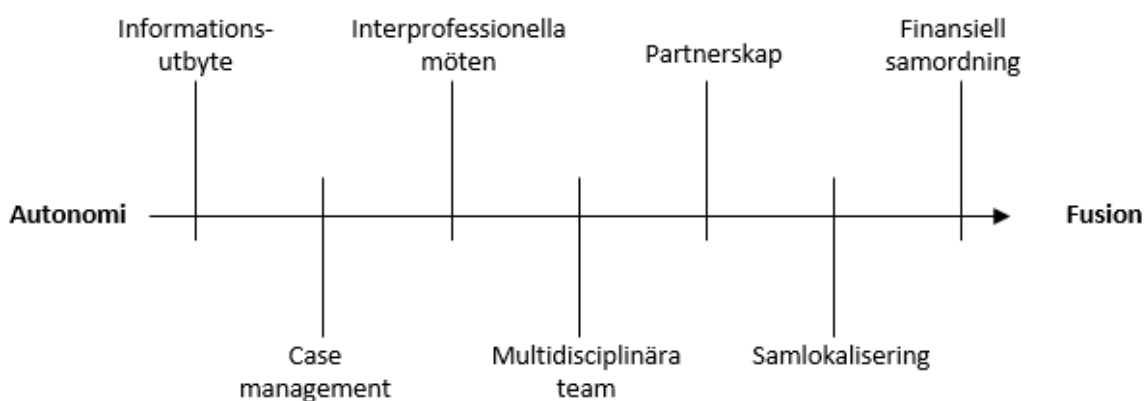 Informations-
utbyte
Interprofessionella
möten
Partnerskap
Finansiell
samordning
Autonomi
Fusion
Case
management
Multidisciplinära
team
Samlokalisering